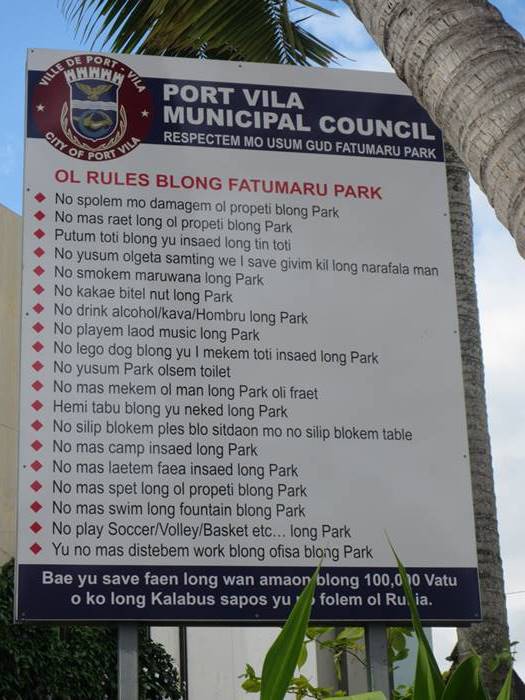 VILLE DE PORT - VILA
CITY OF PORT VILA
PORT VILA
MUNICIPAL COUNCIL
RESPECTEM MO USUM GUD FATUMARU PARK
OL RULES BLONG FATUMARU PARK
No spolem mo damagem ol propeti blong Park
No mas raet long ol propeti blong Park
Putum toti blong yu insaed long tin toti
No yusum olgeta samting we I save givim kil long narafala man
No smokem maruwana long Park
No kakae bitel nut long Park
No drink alcohol/kava/Hombru long Park
No playem laod music long Park
No lego dog blong yu I mekem toti insaed long Park
No yusum Park olsem toilet
No mas mekem ol man long Park oli fraet
Hemi tabu blong yu neked long Park
No silip blokem ples blo sitdaon mo no silip blokem table
No mas camp insaed long Park
No mas laetem faea insaed long Park
No mas spet long ol propeti blong Park
No mas swim long fountain blong Park
No play Soccer/Volley/Basket etc... long Park
Yu no mas distebem work blong ofisa blong Park
Bae yu save faen long wan amaon blong 100,000 Vatu
o ko long Kalabus sapos yu no folem ol Rul a.